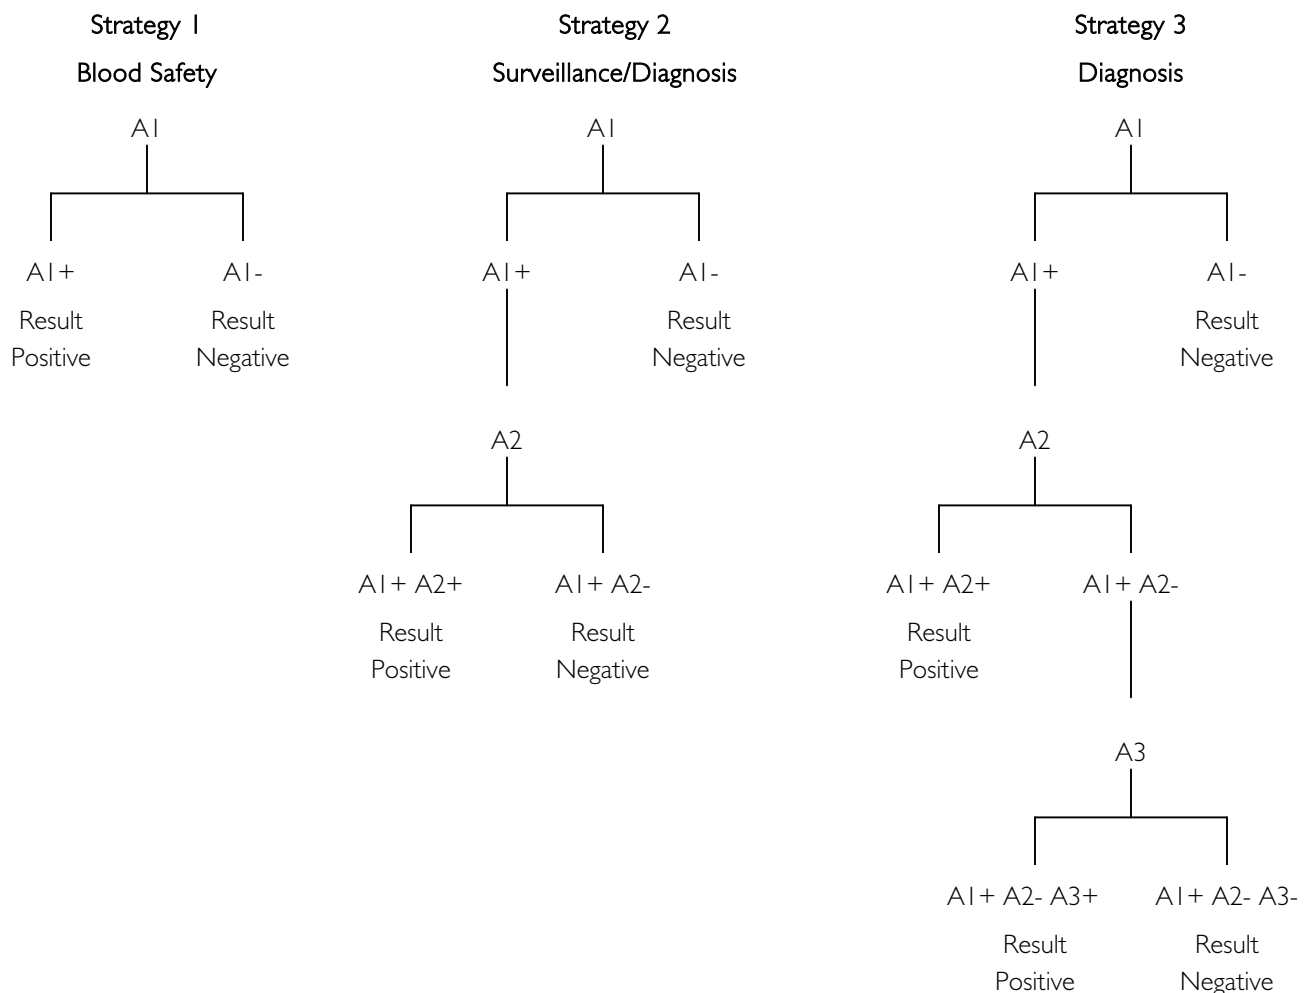 Strategy 1
Blood Safety
A1
A1+
A1-
Result
Positive
Result
Negative
Strategy 2
Surveillance/Diagnosis
A1
A1+
A1-
Result
Negative
A2
A1+ A2+
A1+ A2-
Result
Positive
Result
Negative
Strategy 3
Diagnosis
A1
A1+
A1-
Result
Negative
A2
A1+ A2+
A1+ A2-
Result
Positive
A3
A1+ A2- A3+
A1+ A2- A3-
Result
Positive
Result
Negative